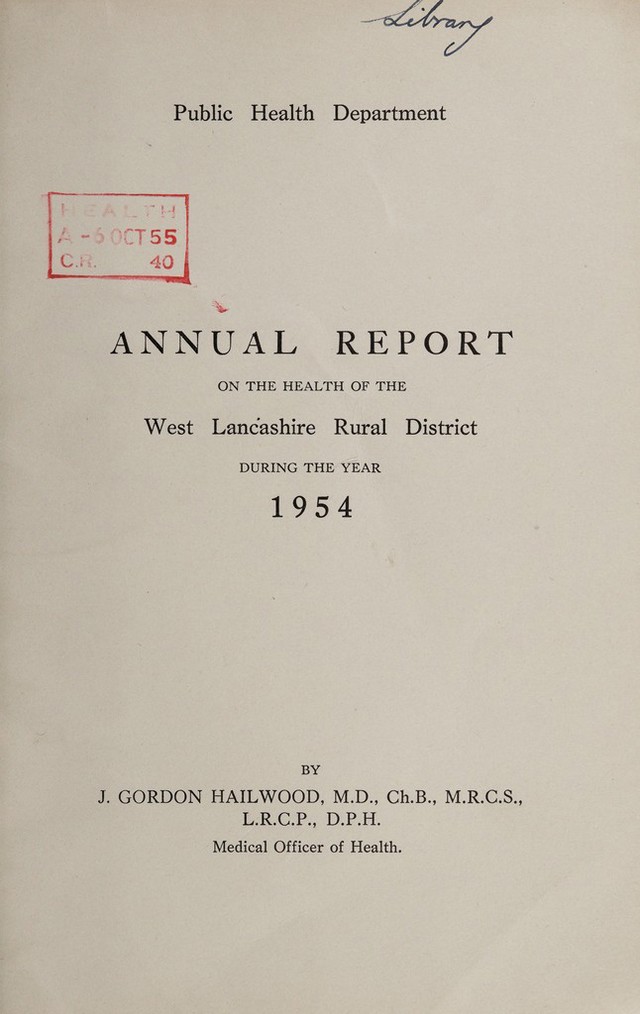 Library
Public Health Department
HEALTH
A -6 OCT 55
C.R. 40
ANNUAL REPORT
ON THE HEALTH OF THE
West Lancashire Rural District
DURING THE YEAR
1954
BY
J. GORDON HAILWOOD, M.D., Ch.B., M.R.C.S.,
L.R.C.P., D.P.H.
Medical Officer of Health.